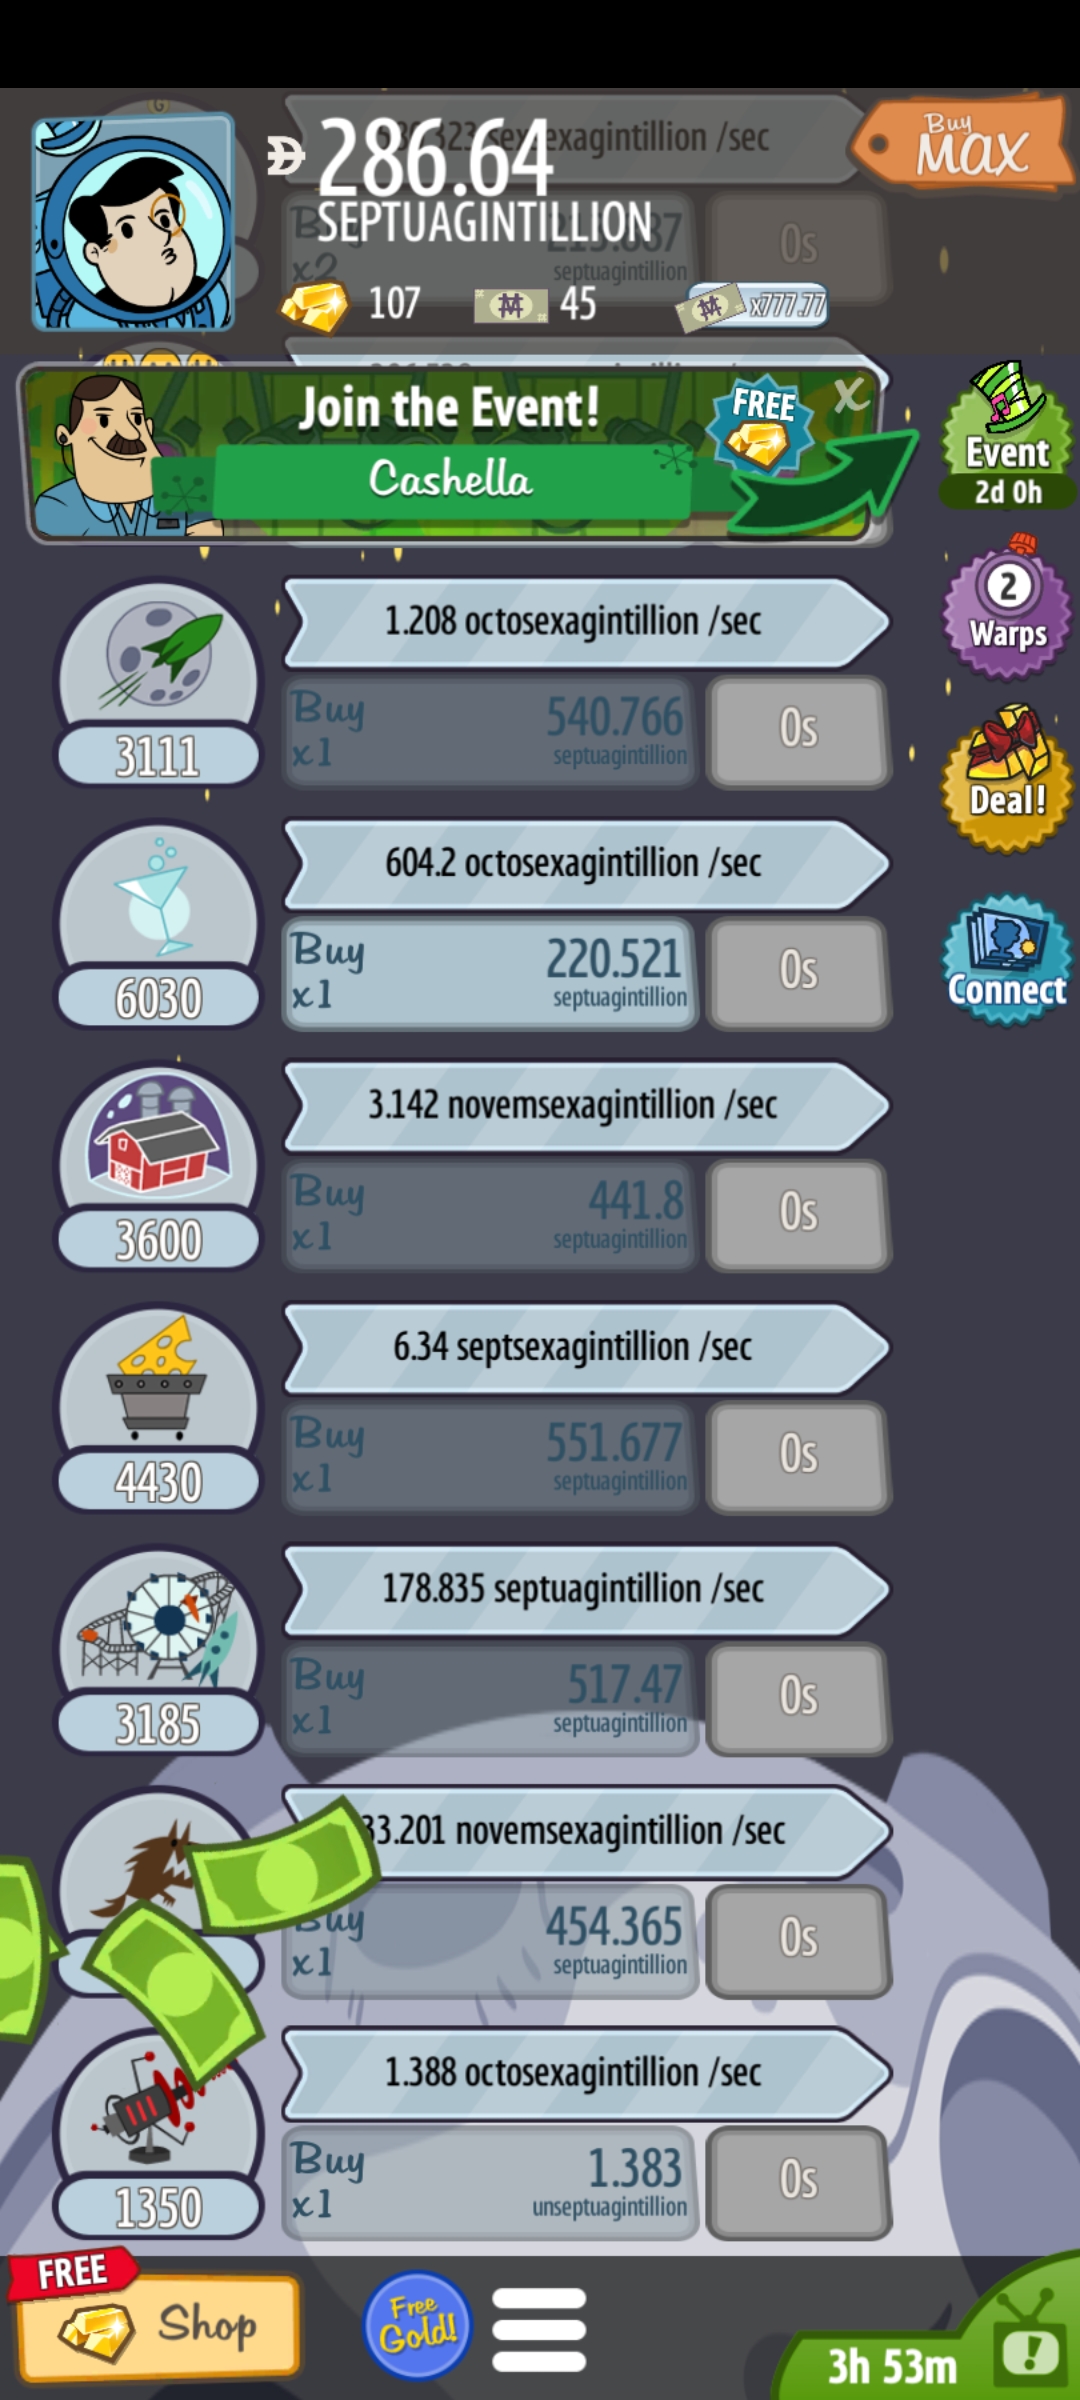 286.64
SEPTUAGINTILLION
Buy
MAX
sexagintillion /sec
Buy
x2
septuagintillion
0s
107
45
x777.77
Join the Event!
Cashella
FREE
X
Event
2d 0h
2
Warps
Deal!
Connect
1.208 octosexagintillion /sec
3111
Buy
x1
540.766
septuagintillion
0s
604.2 octosexagintillion /sec
6030
Buy
x1
220.521
septuagintillion
0s
3.142 novemsexagintillion /sec
3600
Buy
x1
441.8
septuagintillion
0s
6.34 septsexagintillion /sec
4430
Buy
x1
551.677
septuagintillion
0s
178.835 septuagintillion /sec
3185
Buy
x1
517.47
septuagintillion
0s
33.201 novemsexagintillion /sec
Buy
x1
454.365
septuagintillion
0s
1.388 octosexagintillion /sec
1350
Buy
x1
1.383
unseptuagintillion
0s
FREE
Shop
Free
Gold!
3h 53m
!